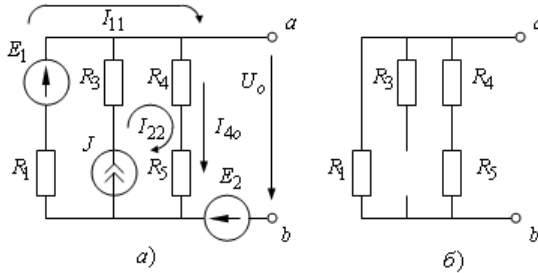 I₁₁
a
a
E₁
R₃
R₄
Uₒ
R₃
R₄
J
I₂₂
I₄ₒ
R₁
R₅
E₂
R₁
R₅
b
b
а)
б)